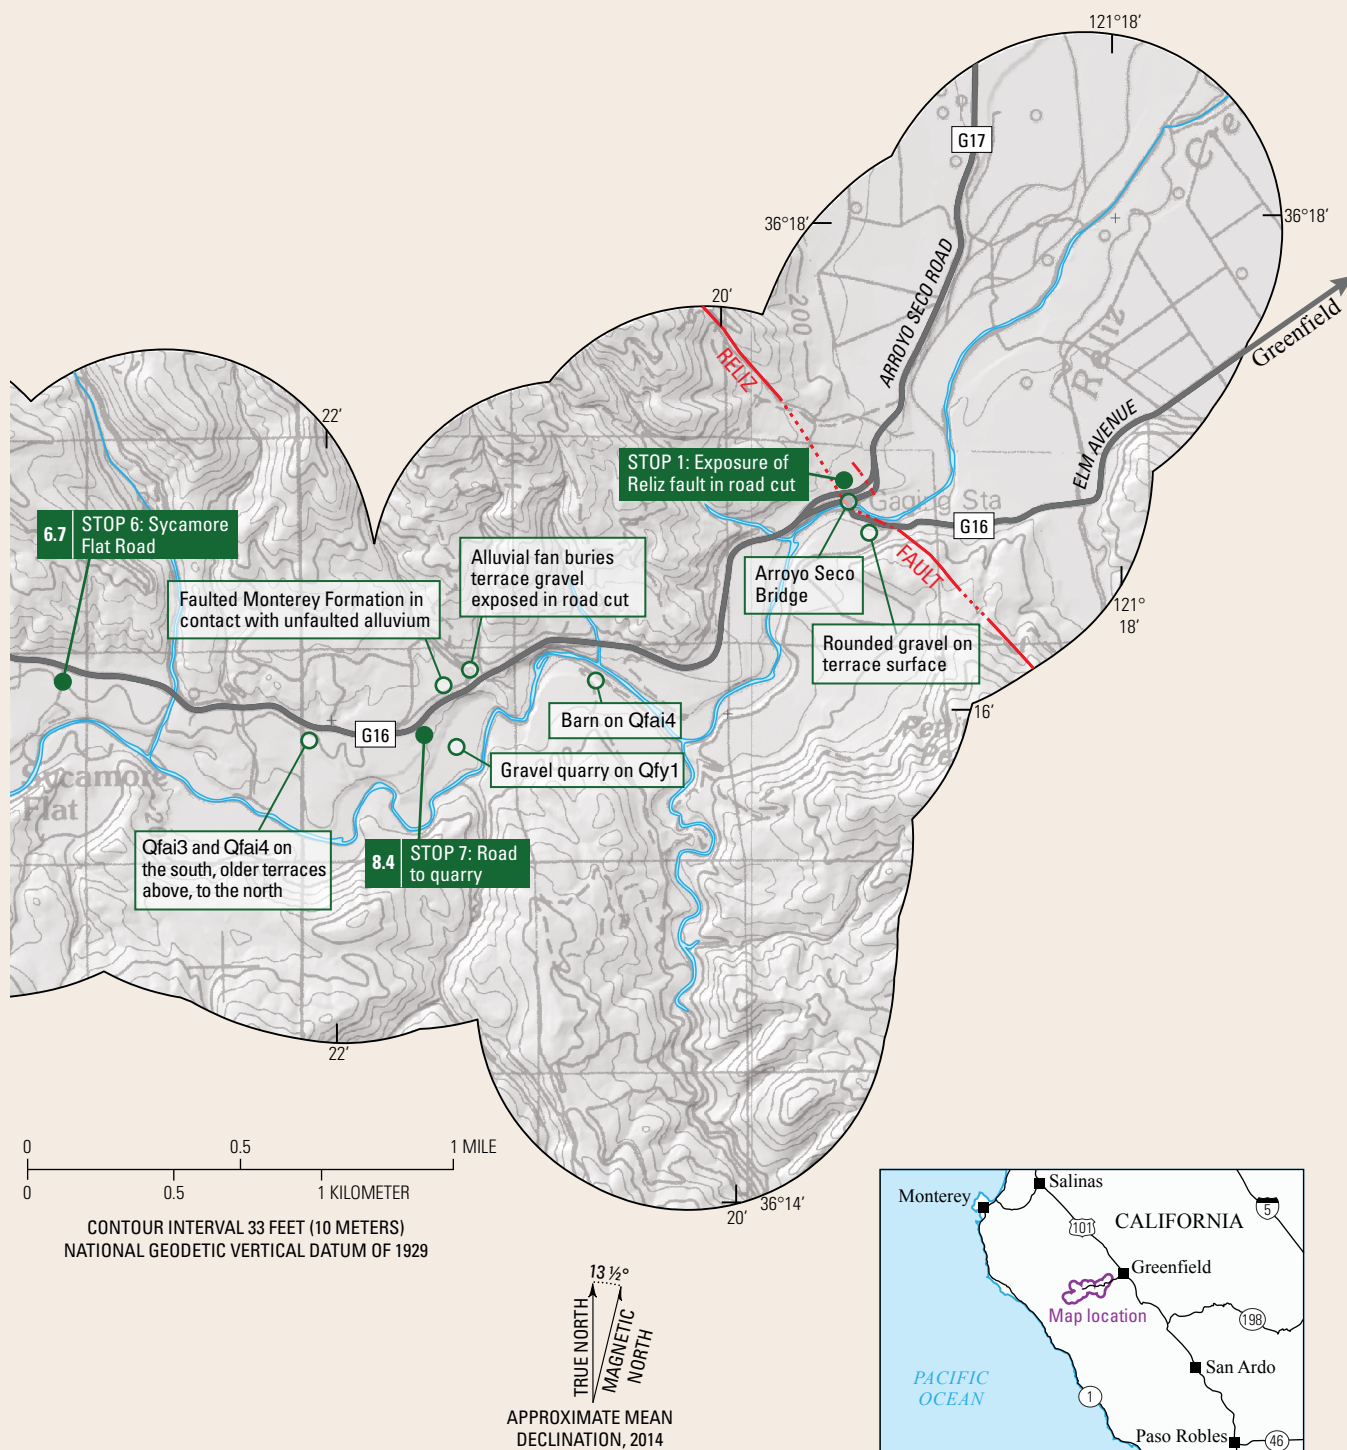 121°18′
G17
Cre
36°18′
36°18′
ARROYO SECO ROAD
20′
200
RELIZ
Reliz
Greenfield
ELM AVENUE
22′
STOP 1: Exposure of
Reliz fault in road cut
Gaging Sta
G16
6.7
STOP 6: Sycamore
Flat Road
Alluvial fan buries
terrace gravel
exposed in road cut
Faulted Monterey Formation in
contact with unfaulted alluvium
FAULT
Arroyo Seco
Bridge
121°
18′
Rounded gravel on
terrace surface
16′
Barn on Qfai4
G16
Gravel quarry on Qfy1
Sycamore
Flat
Qfai3 and Qfai4 on
the south, older terraces
above, to the north
8.4
STOP 7: Road
to quarry
22′
20′
36°14′
0
0.5
1 MILE
0
0.5
1 KILOMETER
CONTOUR INTERVAL 33 FEET (10 METERS)
NATIONAL GEODETIC VERTICAL DATUM OF 1929
13 ½°
TRUE NORTH
MAGNETIC
NORTH
APPROXIMATE MEAN
DECLINATION, 2014
Monterey
Salinas
5
101
CALIFORNIA
Greenfield
Map location
198
San Ardo
PACIFIC
OCEAN
1
Paso Robles
46